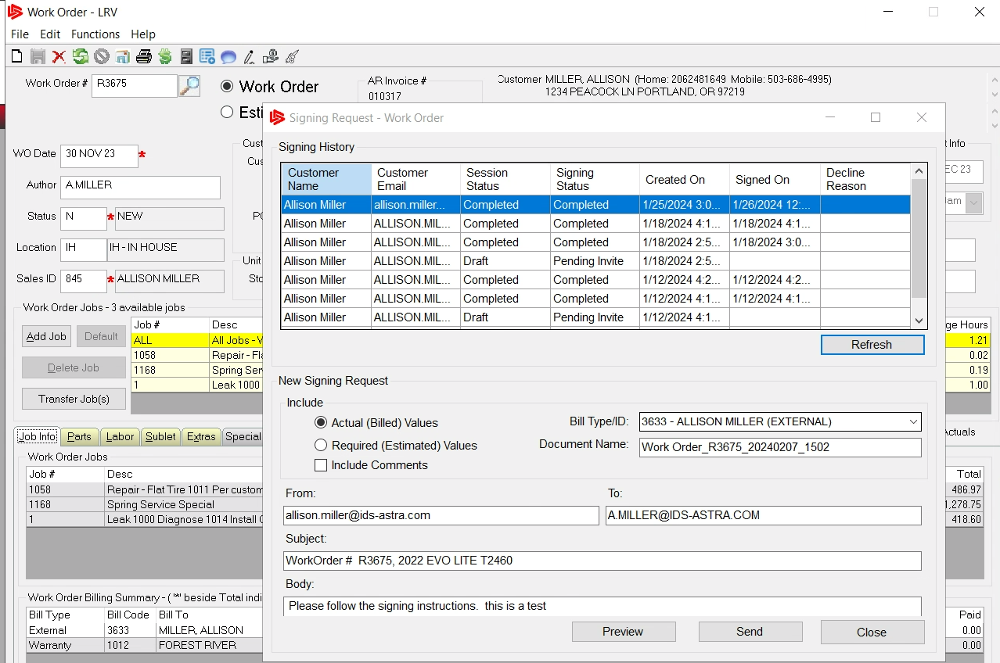 Work Order - LRV
File Edit Functions Help
Work Order # R3675
Work Order
AR Invoice #
010317
Customer MILLER, ALLISON (Home: 2062481649 Mobile: 503-686-4995)
1234 PEACOCK LN PORTLAND, OR 97219
WO Date 30 NOV 23 *
Author A.MILLER
Status N * NEW
Location IH IH - IN HOUSE
Sales ID 845 * ALLISON MILLER
Unit
Info
23
Work Order Jobs - 3 available jobs
Add Job Default
Delete Job
Transfer Job(s)
Job # Desc
ALL All Jobs -
1058 Repair -
1168 Spring
1 Leak 1000
Hours
1.21
0.02
0.19
1.00
Job Info Parts Labor Sublet Extras Special
Actuals
Work Order Jobs
Job # Desc Total
1058 Repair - Flat Tire 1011 Per custom 486.97
1168 Spring Service Special 1,278.75
1 Leak 1000 Diagnose 1014 Install 418.60
Work Order Billing Summary - ( '*' beside Total indi
Bill Type Bill Code Bill To Paid
External 3633 MILLER, ALLISON 0.00
Warranty 1012 FOREST RIVER 0.00
Signing Request - Work Order
Signing History
Customer Name Customer Email Session Status Signing Status Created On Signed On Decline Reason
Allison Miller allison.miller... Completed Completed 1/25/2024 3:0... 1/26/2024 12:...
Allison Miller ALLISON.MIL... Completed Completed 1/18/2024 4:1... 1/18/2024 4:1...
Allison Miller ALLISON.MIL... Completed Completed 1/18/2024 2:5... 1/18/2024 3:0...
Allison Miller ALLISON.MIL... Draft Pending Invite 1/18/2024 2:5...
Allison Miller ALLISON.MIL... Completed Completed 1/12/2024 4:2... 1/12/2024 4:2...
Allison Miller ALLISON.MIL... Completed Completed 1/12/2024 4:1... 1/12/2024 4:1...
Allison Miller ALLISON.MIL... Draft Pending Invite 1/12/2024 4:1...
Refresh
New Signing Request
Include
Actual (Billed) Values
Required (Estimated) Values
Include Comments
Bill Type/ID: 3633 - ALLISON MILLER (EXTERNAL)
Document Name: Work Order_R3675_20240207_1502
From: To:
allison.miller@ids-astra.com A.MILLER@IDS-ASTRA.COM
Subject:
WorkOrder # R3675, 2022 EVO LITE T2460
Body:
Please follow the signing instructions. this is a test
Preview Send Close